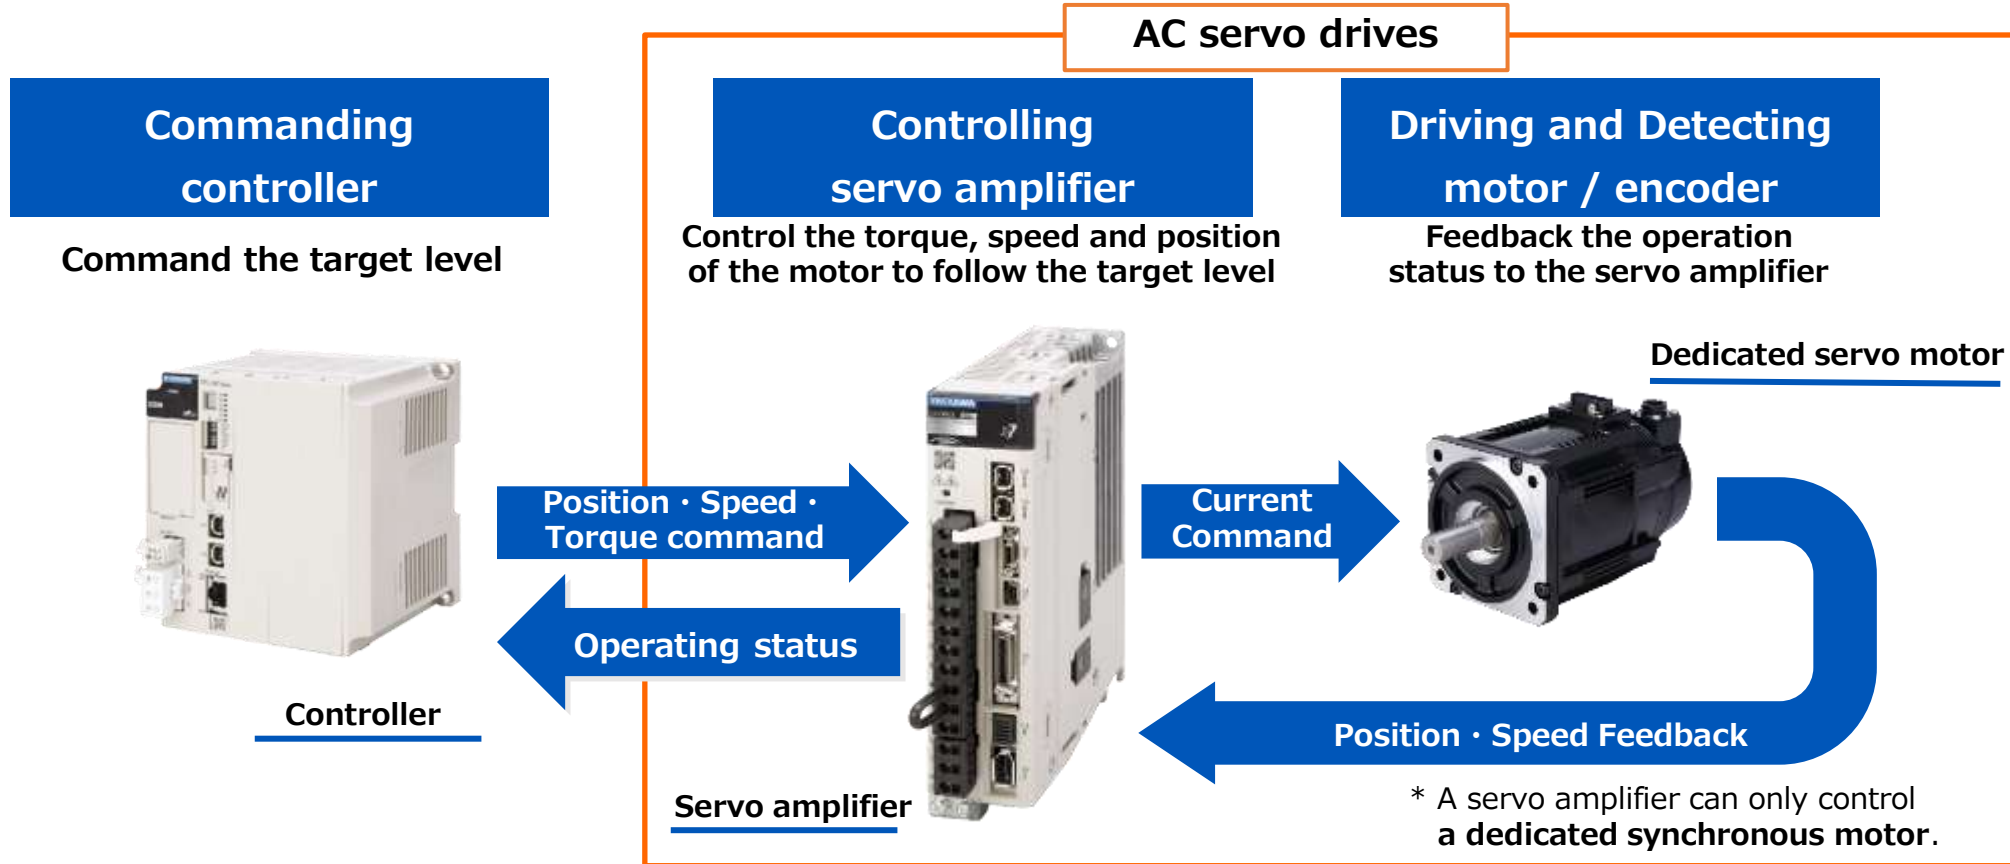 AC servo drives
Commanding
controller
Command the target level
Controlling
servo amplifier
Control the torque, speed and position
of the motor to follow the target level
Driving and Detecting
motor / encoder
Feedback the operation
status to the servo amplifier
Dedicated servo motor
Position・Speed・
Torque command
Current
Command
Operating status
Controller
Position・Speed Feedback
Servo amplifier
* A servo amplifier can only control
a dedicated synchronous motor.